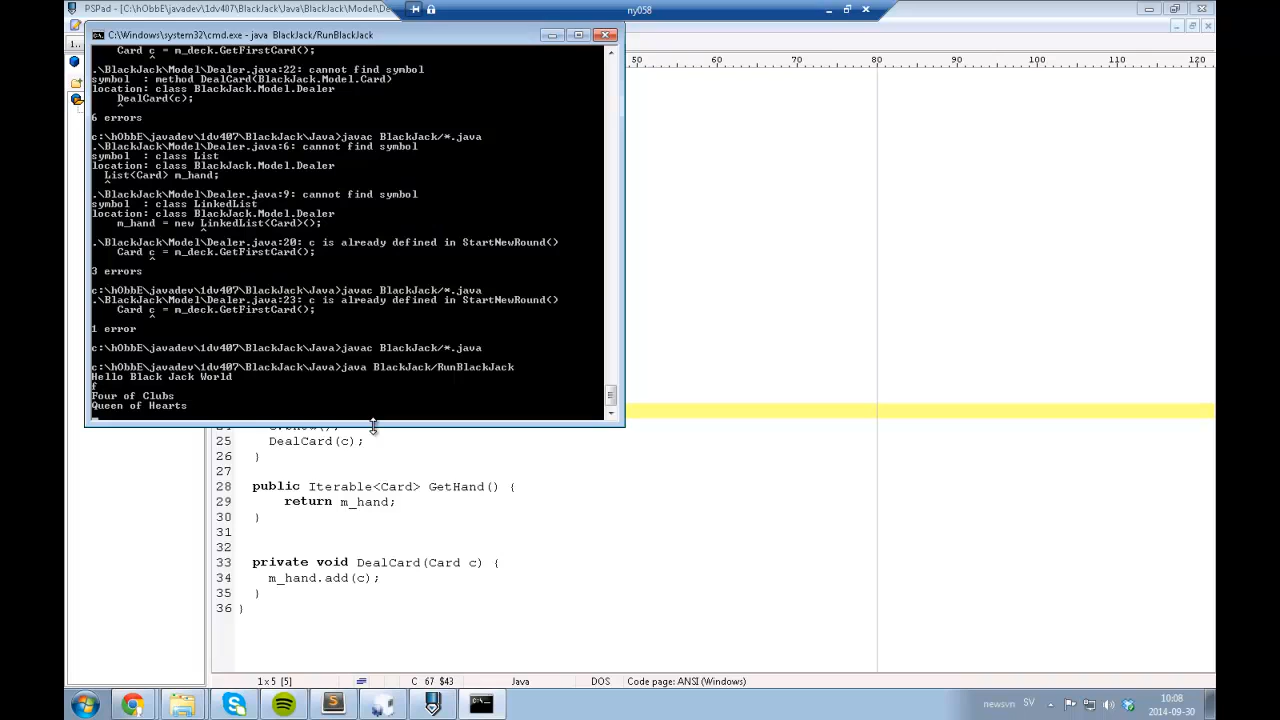 PSPad - [C:\hObbE\javadev\1dv407\BlackJack\Java\BlackJack\Model\De
ny058
C:\Windows\system32\cmd.exe - java BlackJack/RunBlackJack
1..
50 60 70 80 90 100 110 120
Card c = m_deck.GetFirstCard();
^
.\BlackJack\Model\Dealer.java:22: cannot find symbol
symbol : method DealCard(BlackJack.Model.Card)
location: class BlackJack.Model.Dealer
DealCard(c);
^
6 errors
c:\hObbE\javadev\1dv407\BlackJack\Java>javac BlackJack/*.java
.\BlackJack\Model\Dealer.java:6: cannot find symbol
symbol : class List
location: class BlackJack.Model.Dealer
List<Card> m_hand;
^
.\BlackJack\Model\Dealer.java:9: cannot find symbol
symbol : class LinkedList
location: class BlackJack.Model.Dealer
m_hand = new LinkedList<Card>();
^
.\BlackJack\Model\Dealer.java:20: c is already defined in StartNewRound()
Card c = m_deck.GetFirstCard();
^
3 errors
c:\hObbE\javadev\1dv407\BlackJack\Java>javac BlackJack/*.java
.\BlackJack\Model\Dealer.java:23: c is already defined in StartNewRound()
Card c = m_deck.GetFirstCard();
^
1 error
c:\hObbE\javadev\1dv407\BlackJack\Java>javac BlackJack/*.java
c:\hObbE\javadev\1dv407\BlackJack\Java>java BlackJack/RunBlackJack
Hello Black Jack World
f
Four of Clubs
Queen of Hearts
25 DealCard(c);
26 }
27
28 public Iterable<Card> GetHand() {
29 return m_hand;
30 }
31
32
33 private void DealCard(Card c) {
34 m_hand.add(c);
35 }
36 }
1x5 [5] C 67 $43 Java DOS Code page: ANSI (Windows)
newsvn SV 10:08
2014-09-30